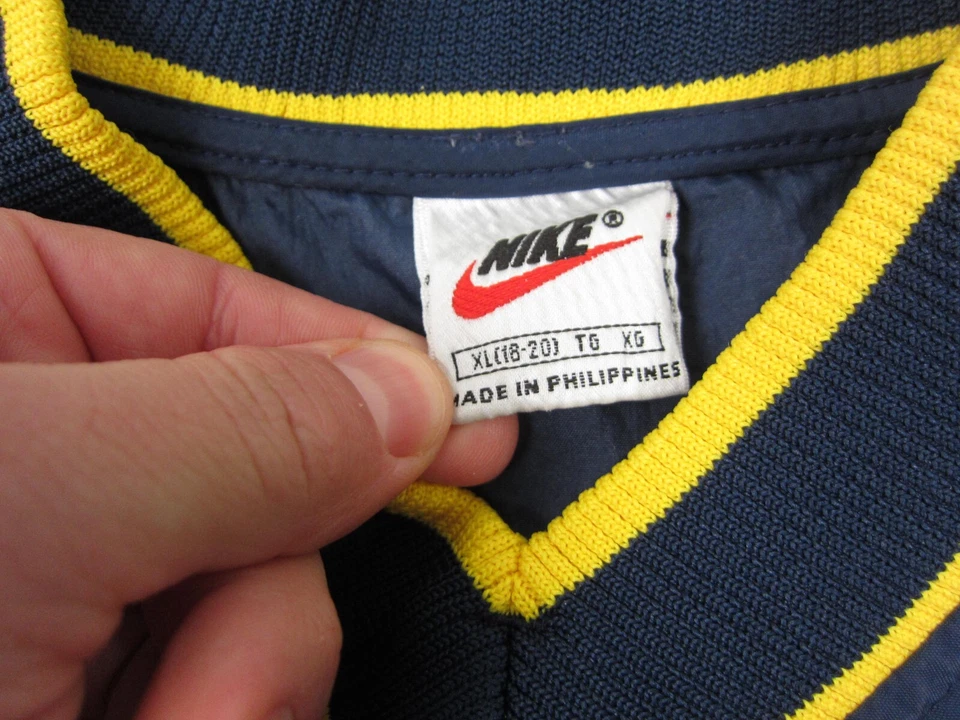 NIKE®
XL(18-20) TG XG
MADE IN PHILIPPINES